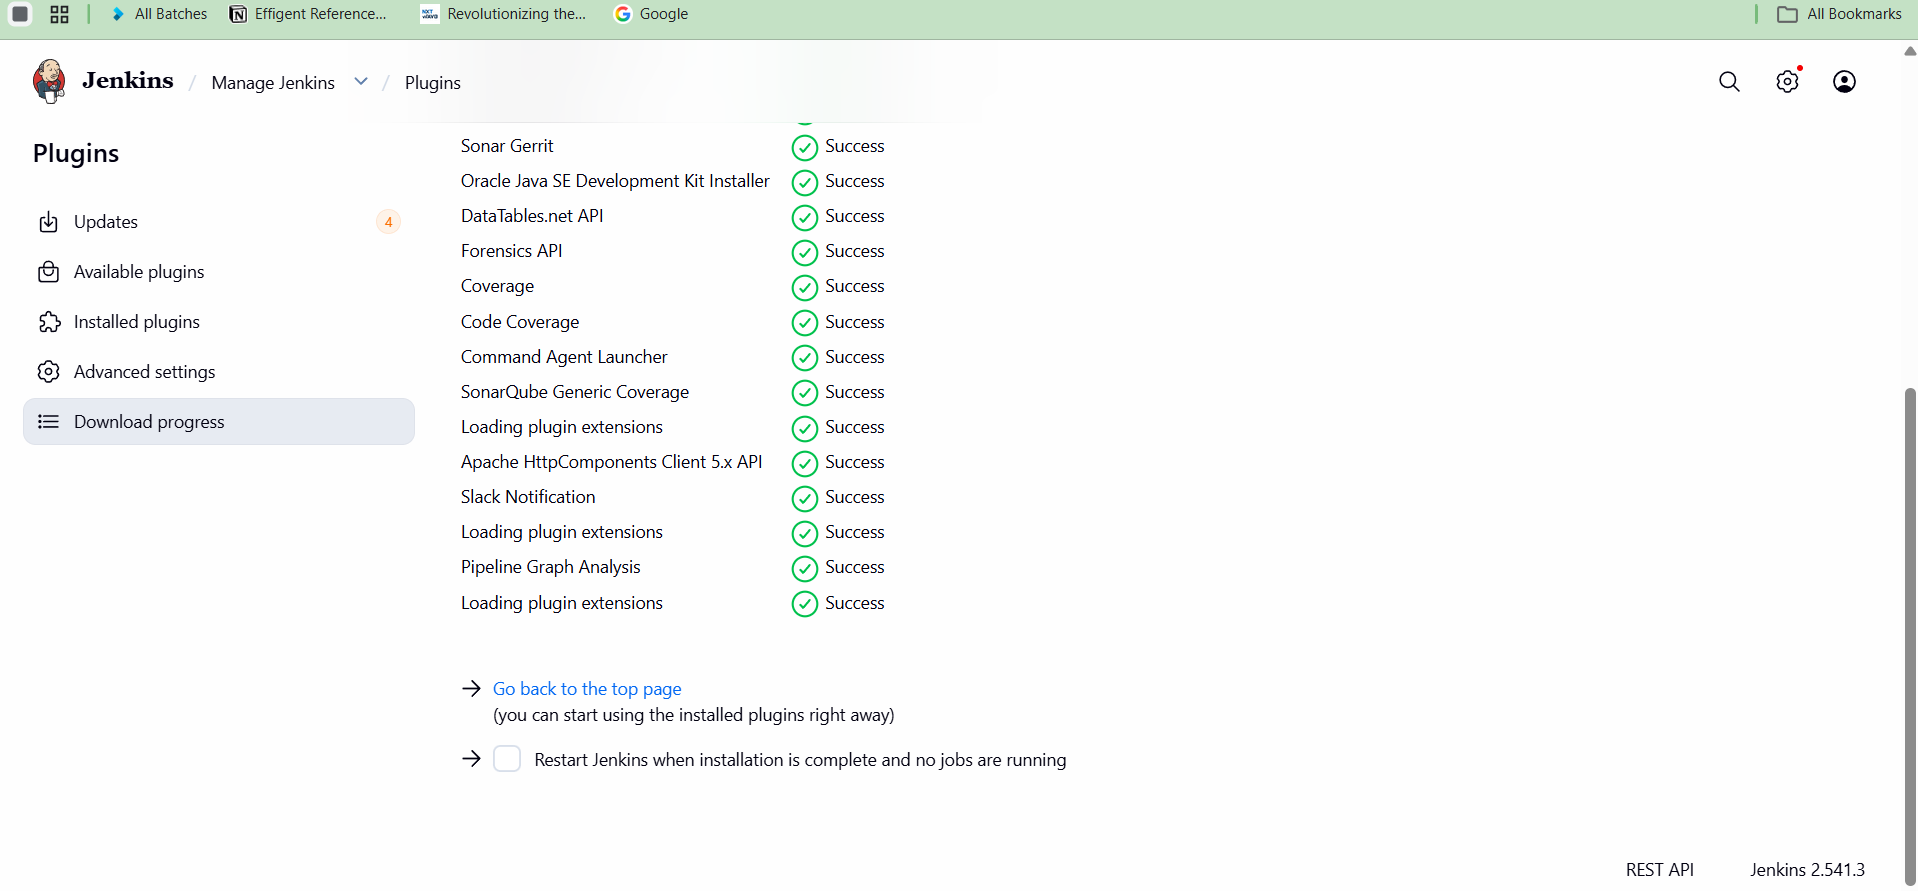 All Batches
Effigent Reference...
NXT WAVE Revolutionizing the...
Google
All Bookmarks
Jenkins / Manage Jenkins / Plugins
Plugins
Updates 4
Available plugins
Installed plugins
Advanced settings
Download progress
Sonar Gerrit Success
Oracle Java SE Development Kit Installer Success
DataTables.net API Success
Forensics API Success
Coverage Success
Code Coverage Success
Command Agent Launcher Success
SonarQube Generic Coverage Success
Loading plugin extensions Success
Apache HttpComponents Client 5.x API Success
Slack Notification Success
Loading plugin extensions Success
Pipeline Graph Analysis Success
Loading plugin extensions Success
Go back to the top page
(you can start using the installed plugins right away)
Restart Jenkins when installation is complete and no jobs are running
REST API
Jenkins 2.541.3